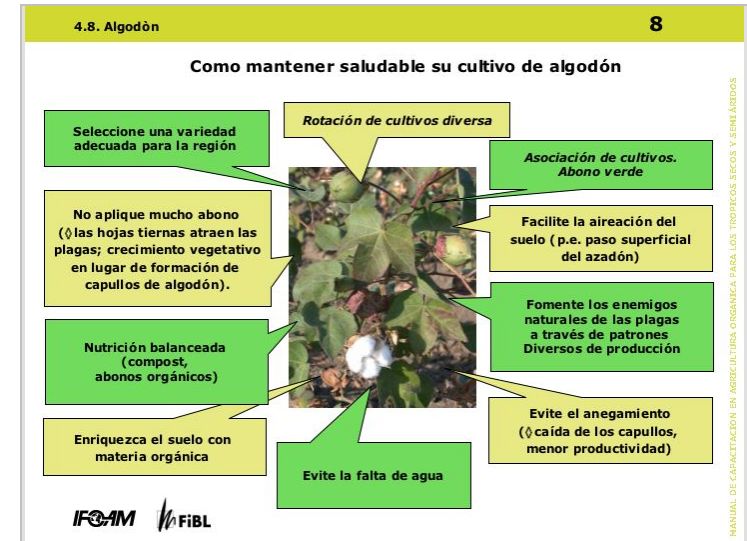 4.8. Algodòn
8
Como mantener saludable su cultivo de algodón
Seleccione una variedad
adecuada para la región
Rotación de cultivos diversa
Asociación de cultivos.
Abono verde
No aplique mucho abono
(◊las hojas tiernas atraen las
plagas; crecimiento vegetativo
en lugar de formación de
capullos de algodón).
Facilite la aireación del
suelo (p.e. paso superficial
del azadón)
Nutrición balanceada
(compost,
abonos orgánicos)
Fomente los enemigos
naturales de las plagas
a través de patrones
Diversos de producción
Enriquezca el suelo con
materia orgánica
Evite la falta de agua
Evite el anegamiento
(◊caída de los capullos,
menor productividad)
IFOAM
FiBL
MANUAL DE CAPACITACION EN AGRICULTURA ORGANICA PARA LOS TROPICOS SECOS Y SEMIÁRIDOS